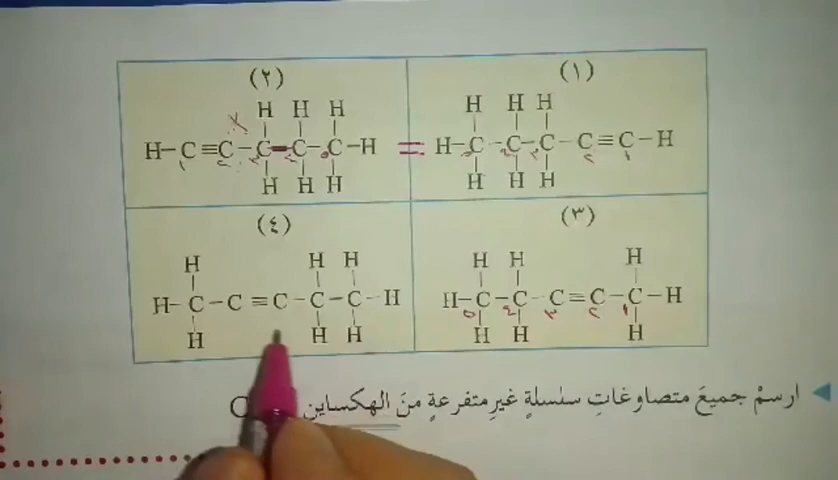 (١)
H H H
H-C-C-C-C≡C-H
H H H
(٢)
H H H
H-C≡C-C-C-C-H
H H H
=
(٣)
H H H
H-C-C-C≡C-C-H
H H H
(٤)
H H H
H-C-C≡C-C-C-H
H H H
ارسمْ جميعَ متصاوغاتِ سلسلةٍ غيرِ متفرعةٍ منَ الهكساين C